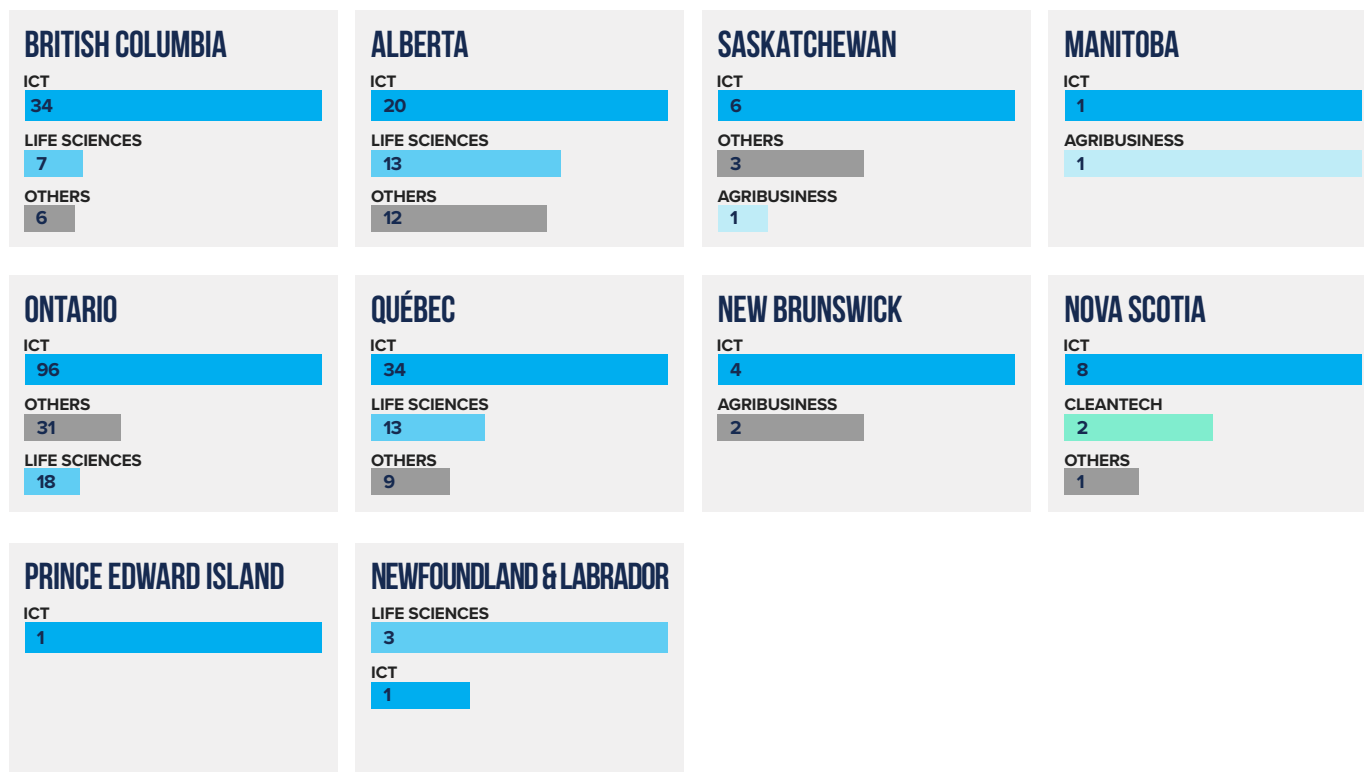 BRITISH COLUMBIA
ICT
34
LIFE SCIENCES
7
OTHERS
6
ALBERTA
ICT
20
LIFE SCIENCES
13
OTHERS
12
SASKATCHEWAN
ICT
6
OTHERS
3
AGRIBUSINESS
1
MANITOBA
ICT
1
AGRIBUSINESS
1
ONTARIO
ICT
96
OTHERS
31
LIFE SCIENCES
18
QUÉBEC
ICT
34
LIFE SCIENCES
13
OTHERS
9
NEW BRUNSWICK
ICT
4
AGRIBUSINESS
2
NOVA SCOTIA
ICT
8
CLEANTECH
2
OTHERS
1
PRINCE EDWARD ISLAND
ICT
1
NEWFOUNDLAND & LABRADOR
LIFE SCIENCES
3
ICT
1